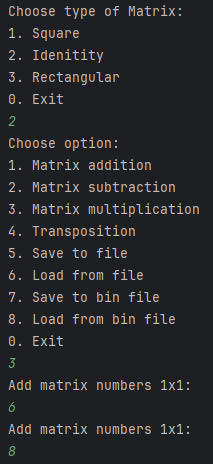 Choose type of Matrix:
1. Square
2. Idenitity
3. Rectangular
0. Exit
2
Choose option:
1. Matrix addition
2. Matrix subtraction
3. Matrix multiplication
4. Transposition
5. Save to file
6. Load from file
7. Save to bin file
8. Load from bin file
0. Exit
3
Add matrix numbers 1x1:
6
Add matrix numbers 1x1:
8